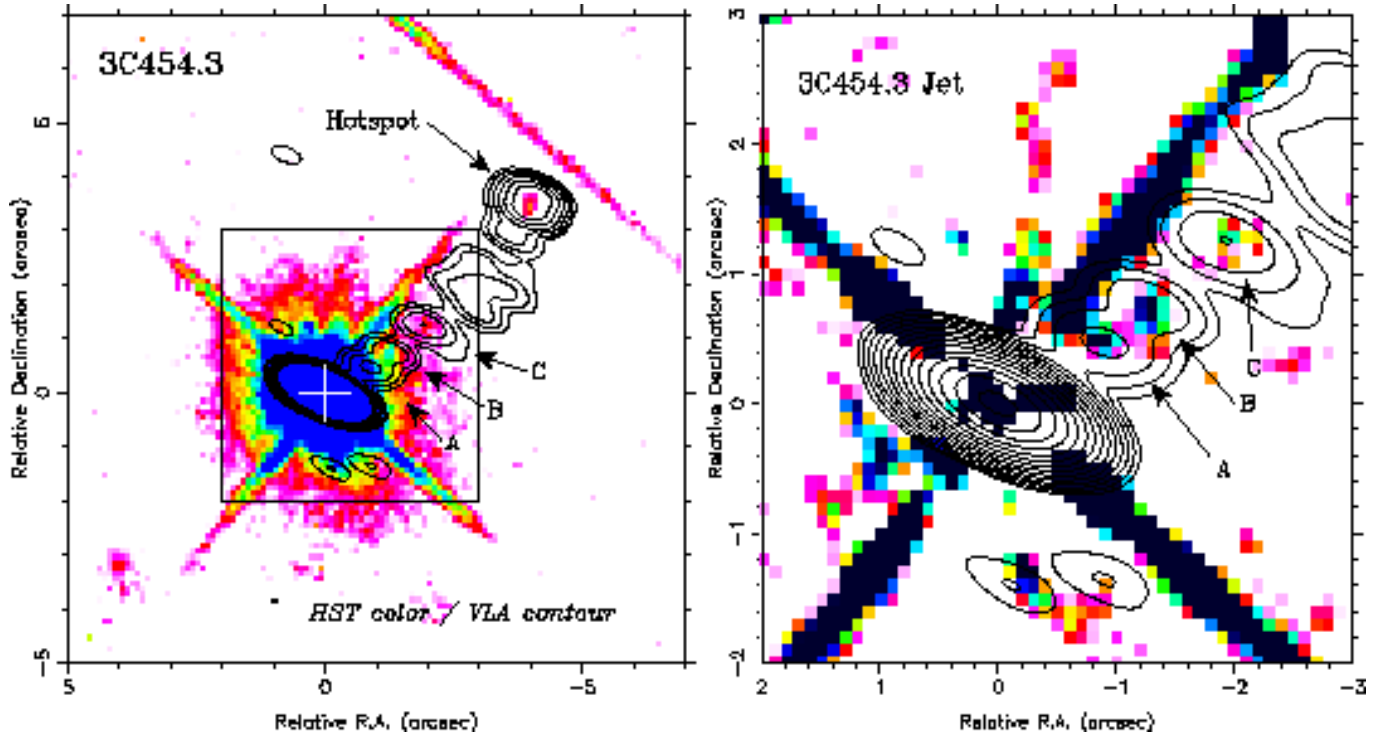 3C454.3
Hotspot
C
B
A
HST color / VLA contour
5
0
-5
5
0
-5
Relative Declination (arcsec)
Relative R.A. (arcsec)
3C454.3 Jet
C
B
A
3
2
1
0
-1
-2
2
1
0
-1
-2
-3
Relative Declination (arcsec)
Relative R.A. (arcsec)